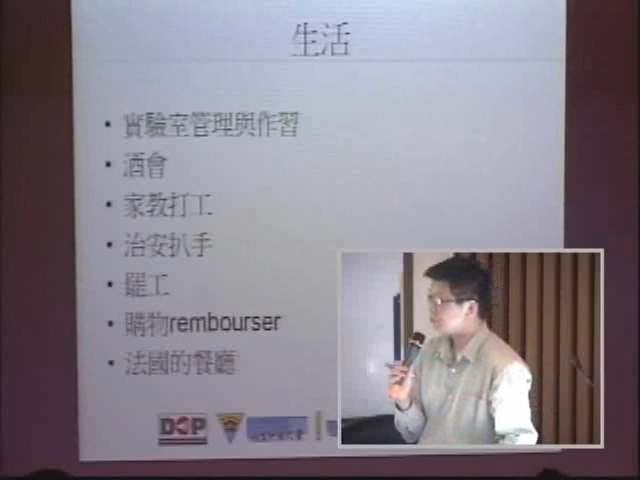 生活
• 實驗室管理與作習
• 酒會
• 家教打工
• 治安扒手
• 罷工
• 購物rembourser
• 法國的餐廳
DOP